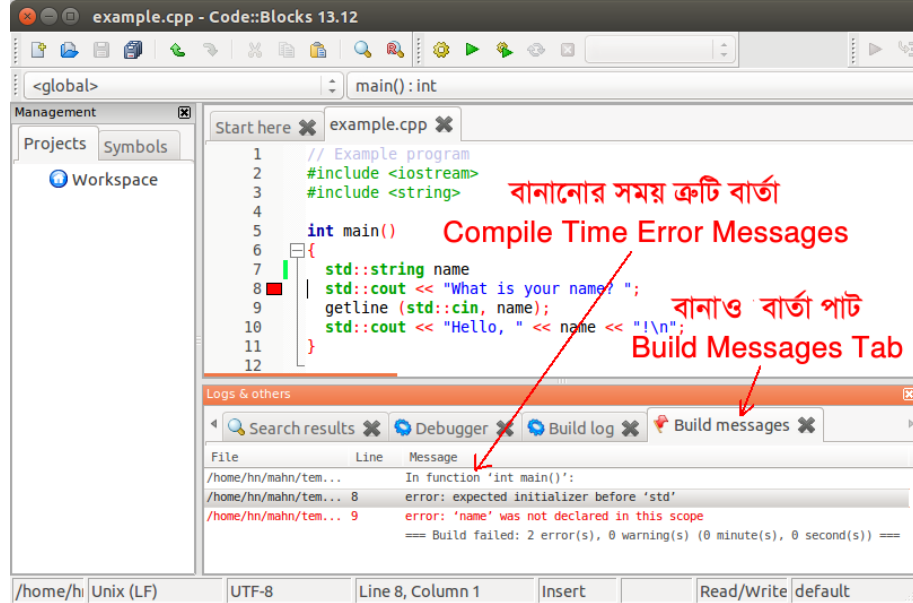 example.cpp - Code::Blocks 13.12
<global>
main() : int
Management
Projects Symbols
Workspace
Start here example.cpp
1 // Example program
2 #include <iostream>
3 #include <string>
4
5 int main()
6 {
7 std::string name
8 std::cout << "What is your name? ";
9 getline (std::cin, name);
10 std::cout << "Hello, " << name << "!\n";
11 }
12
বানানোর সময় ত্রুটি বার্তা
Compile Time Error Messages
বানাও বার্তা পাট
Build Messages Tab
Logs & others
Search results Debugger Build log Build messages
File Line Message
/home/hn/mahn/tem... In function ‘int main()’:
/home/hn/mahn/tem... 8 error: expected initializer before ‘std’
/home/hn/mahn/tem... 9 error: ‘name’ was not declared in this scope
=== Build failed: 2 error(s), 0 warning(s) (0 minute(s), 0 second(s)) ===
/home/h Unix (LF) UTF-8 Line 8, Column 1 Insert Read/Write default